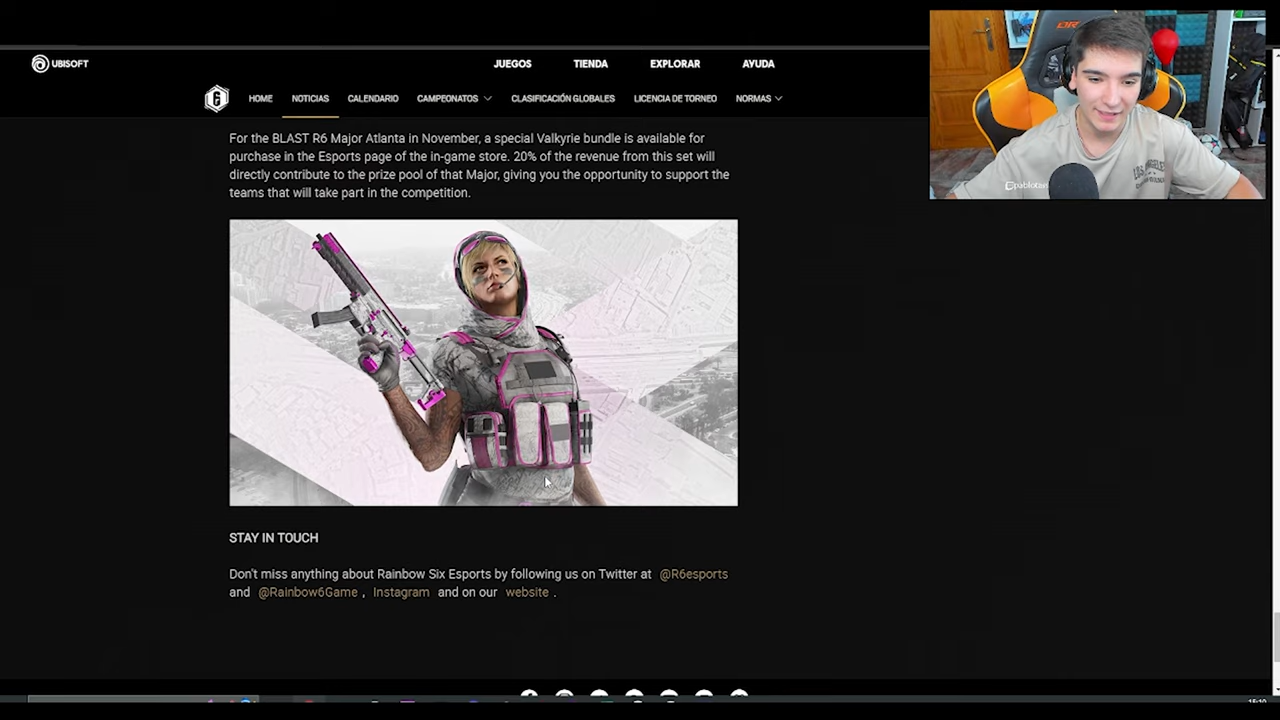 UBISOFT
JUEGOS
TIENDA
EXPLORAR
AYUDA
HOME
NOTICIAS
CALENDARIO
CAMPEONATOS
CLASIFICACIÓN GLOBALES
LICENCIA DE TORNEO
NORMAS
For the BLAST R6 Major Atlanta in November, a special Valkyrie bundle is available for
purchase in the Esports page of the in-game store. 20% of the revenue from this set will
directly contribute to the prize pool of that Major, giving you the opportunity to support the
teams that will take part in the competition.
STAY IN TOUCH
Don't miss anything about Rainbow Six Esports by following us on Twitter at @R6esports
and @Rainbow6Game , Instagram and on our website .